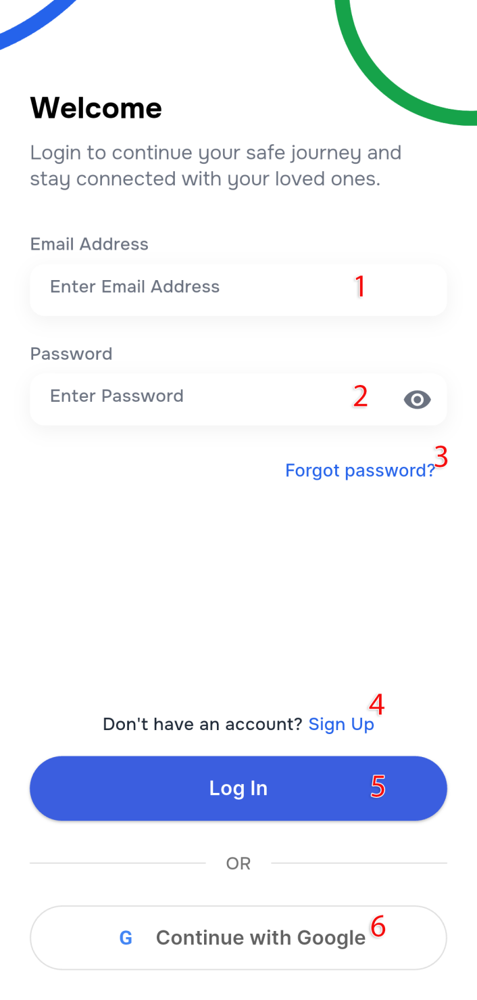 Welcome
Login to continue your safe journey and
stay connected with your loved ones.
Email Address
Enter Email Address 1
Password
Enter Password 2
3
Forgot password?
4
Don't have an account? Sign Up
Log In 5
OR
G Continue with Google 6